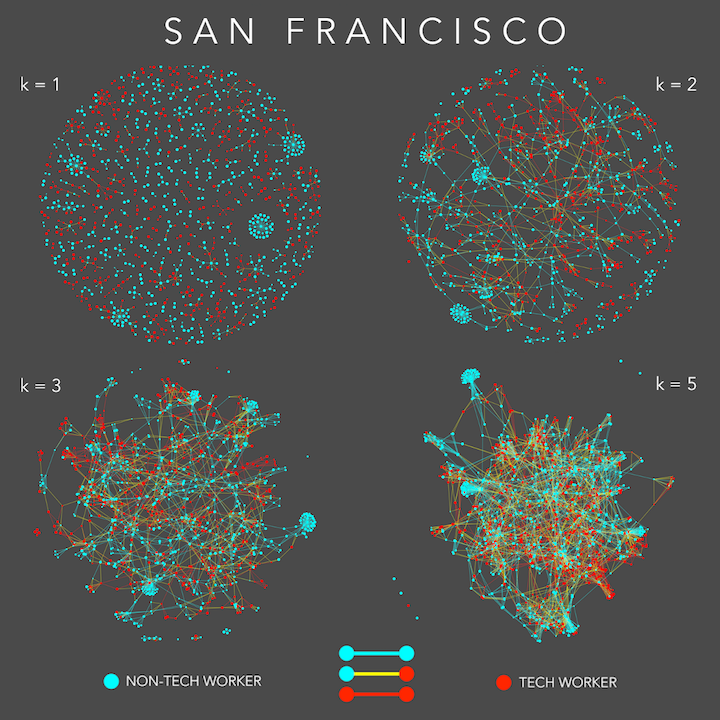 SAN FRANCISCO
k = 1
k = 2
k = 3
k = 5
NON-TECH WORKER
TECH WORKER